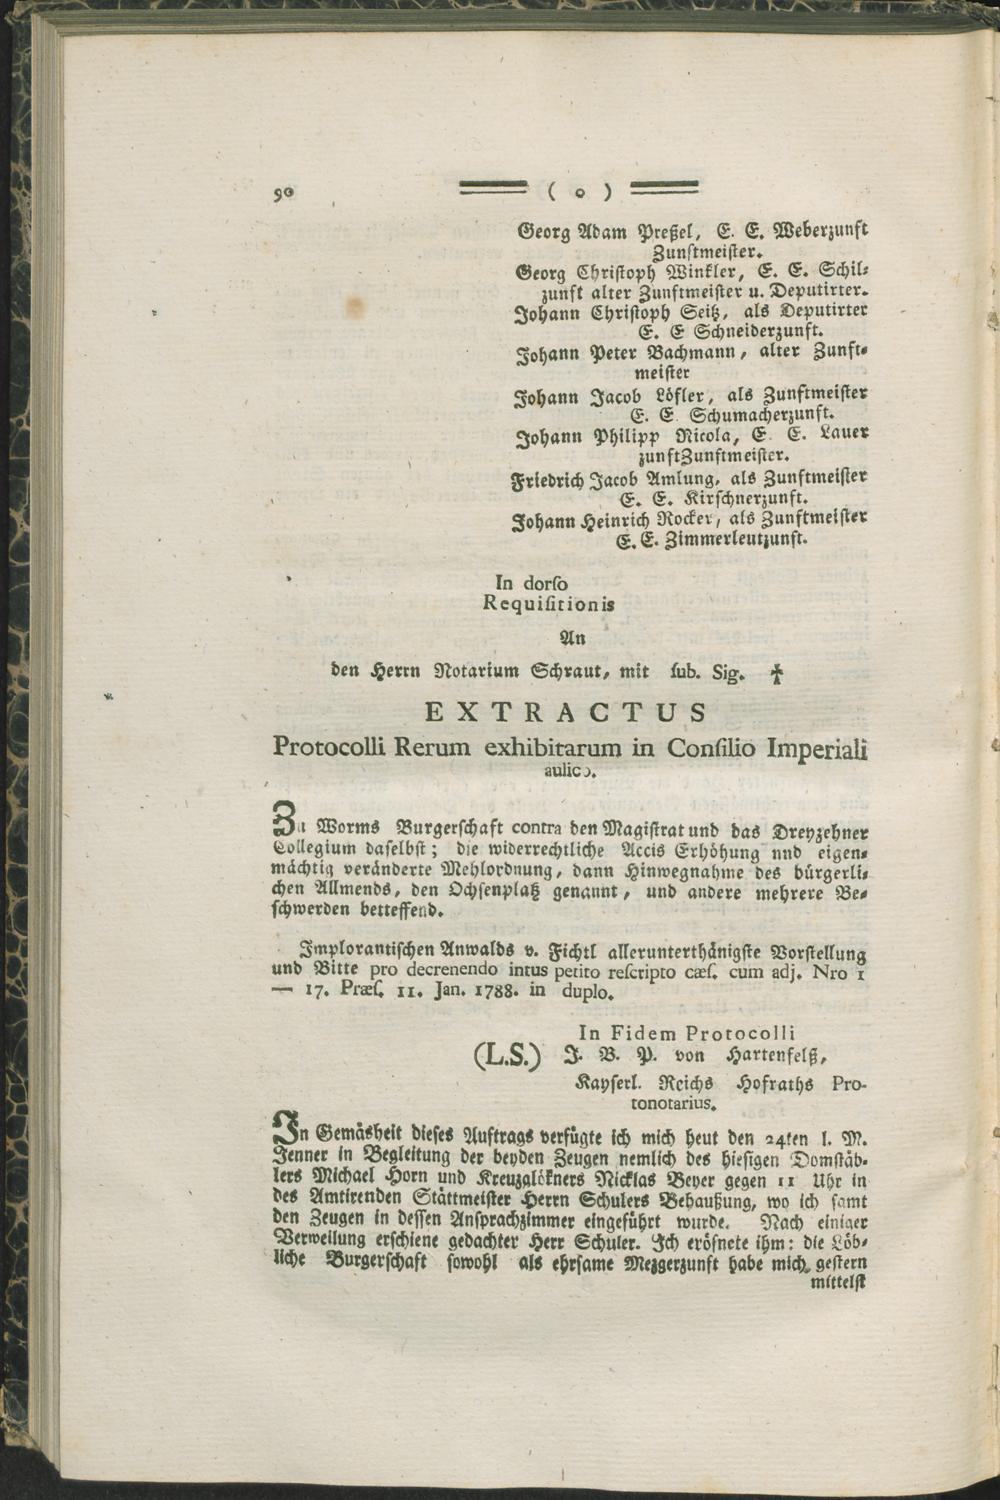 90 ( o )
Georg Adam Preßel, E. E. Weberzunft
Zunftmeister.
Georg Christoph Winkler, E. E. Schil-
zunft alter Zunftmeister u. Deputirter.
Johann Christoph Seitz, als Deputirter
E. E Schneiderzunft.
Johann Peter Bachmann, alter Zunft-
meister
Johann Jacob Löfler, als Zunftmeister
E. E. Schumacherzunft.
Johann Philipp Nicola, E. E. Lauer
zunftZunftmeister.
Friedrich Jacob Amlung, als Zunftmeister
E. E. Kirschnerzunft.
Johann Heinrich Rocker, als Zunftmeister
E. E. Zimmerleutzunft.
In dorſo
Requiſitionis
An
den Herrn Notarium Schraut, mit ſub. Sig. ☨
EXTRACTUS
Protocolli Rerum exhibitarum in Conſilio Imperiali
aulico.
Zu Worms Burgerschaft contra den Magistrat und das Dreyzehner
Collegium daselbst; die widerrechtliche Accis Erhöhung nnd eigen-
mächtig veränderte Mehlordnung, dann Hinwegnahme des bürgerli-
chen Allmends, den Ochsenplatz genannt, und andere mehrere Be-
schwerden betteffend.
Implorantischen Anwalds v. Fichtl allerunterthänigste Vorstellung
und Bitte pro decrenendo intus petito reſcripto cæſ. cum adj. Nro 1
— 17. Præſ. 11. Jan. 1788. in duplo.
In Fidem Protocolli
(L.S.) J. B. P. von Hartenfelß,
Kayserl. Reichs Hofraths Pro-
tonotarius.
In Gemäsheit dieses Auftrags verfügte ich mich heut den 24ten l. M.
Jenner in Begleitung der beyden Zeugen nemlich des hiesigen Domstäb-
lers Michael Horn und Kreuzglökners Nicklas Beyer gegen 11 Uhr in
des Amtirenden Stättmeister Herrn Schulers Behaußung, wo ich samt
den Zeugen in dessen Ansprachzimmer eingeführt wurde. Nach einiger
Verweilung erschiene gedachter Herr Schuler. Ich eröfnete ihm: die Löb-
liche Burgerschaft sowohl als ehrsame Mezgerzunft habe mich gestern
mittelst